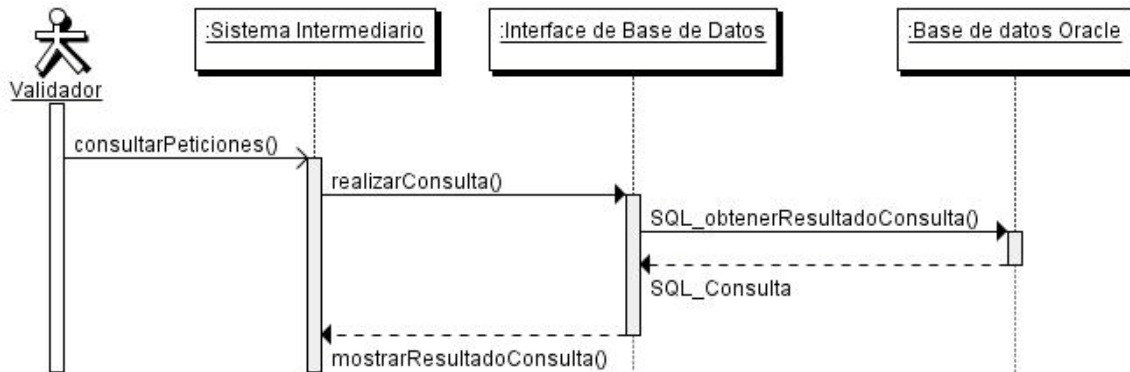 :Sistema Intermediario
:Interface de Base de Datos
:Base de datos Oracle
Validador
consultarPeticiones()
realizarConsulta()
SQL_obtenerResultadoConsulta()
SQL_Consulta
mostrarResultadoConsulta()